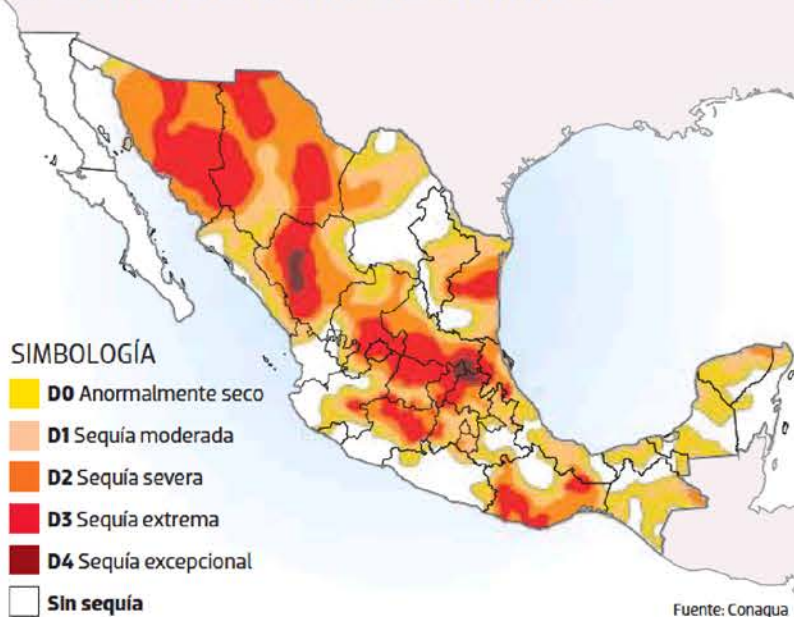 SIMBOLOGÍA
D0 Anormalmente seco
D1 Sequía moderada
D2 Sequía severa
D3 Sequía extrema
D4 Sequía excepcional
Sin sequía
Fuente: Conagua